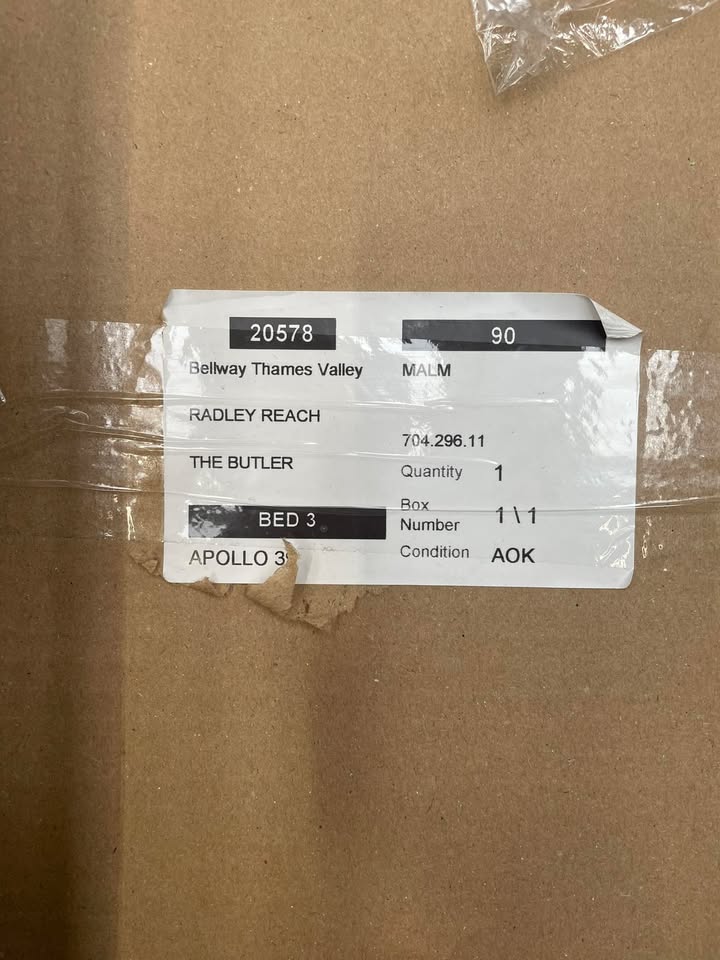 20578
Bellway Thames Valley
RADLEY REACH
THE BUTLER
BED 3
APOLLO 3
90
MALM
704.296.11
Quantity 1
Box
Number 1 \ 1
Condition AOK